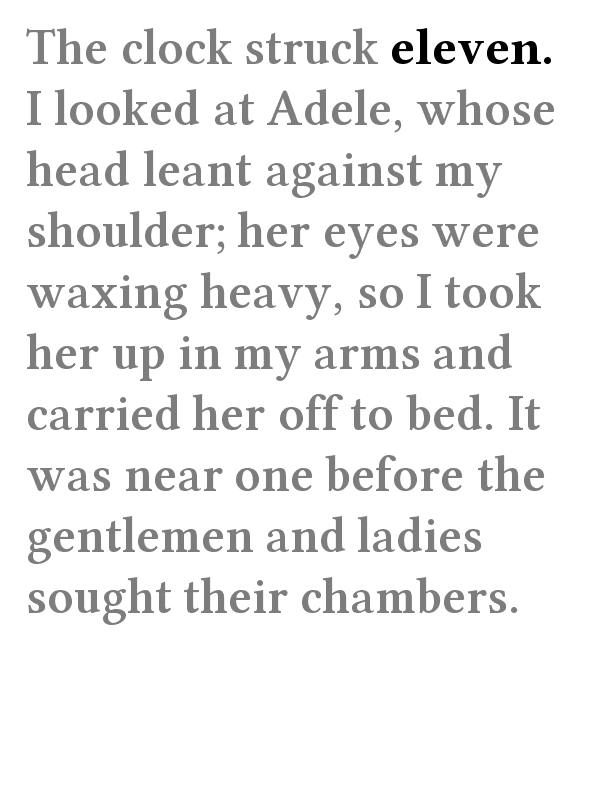 The clock struck eleven.
I looked at Adele, whose
head leant against my
shoulder; her eyes were
waxing heavy, so I took
her up in my arms and
carried her off to bed. It
was near one before the
gentlemen and ladies
sought their chambers.